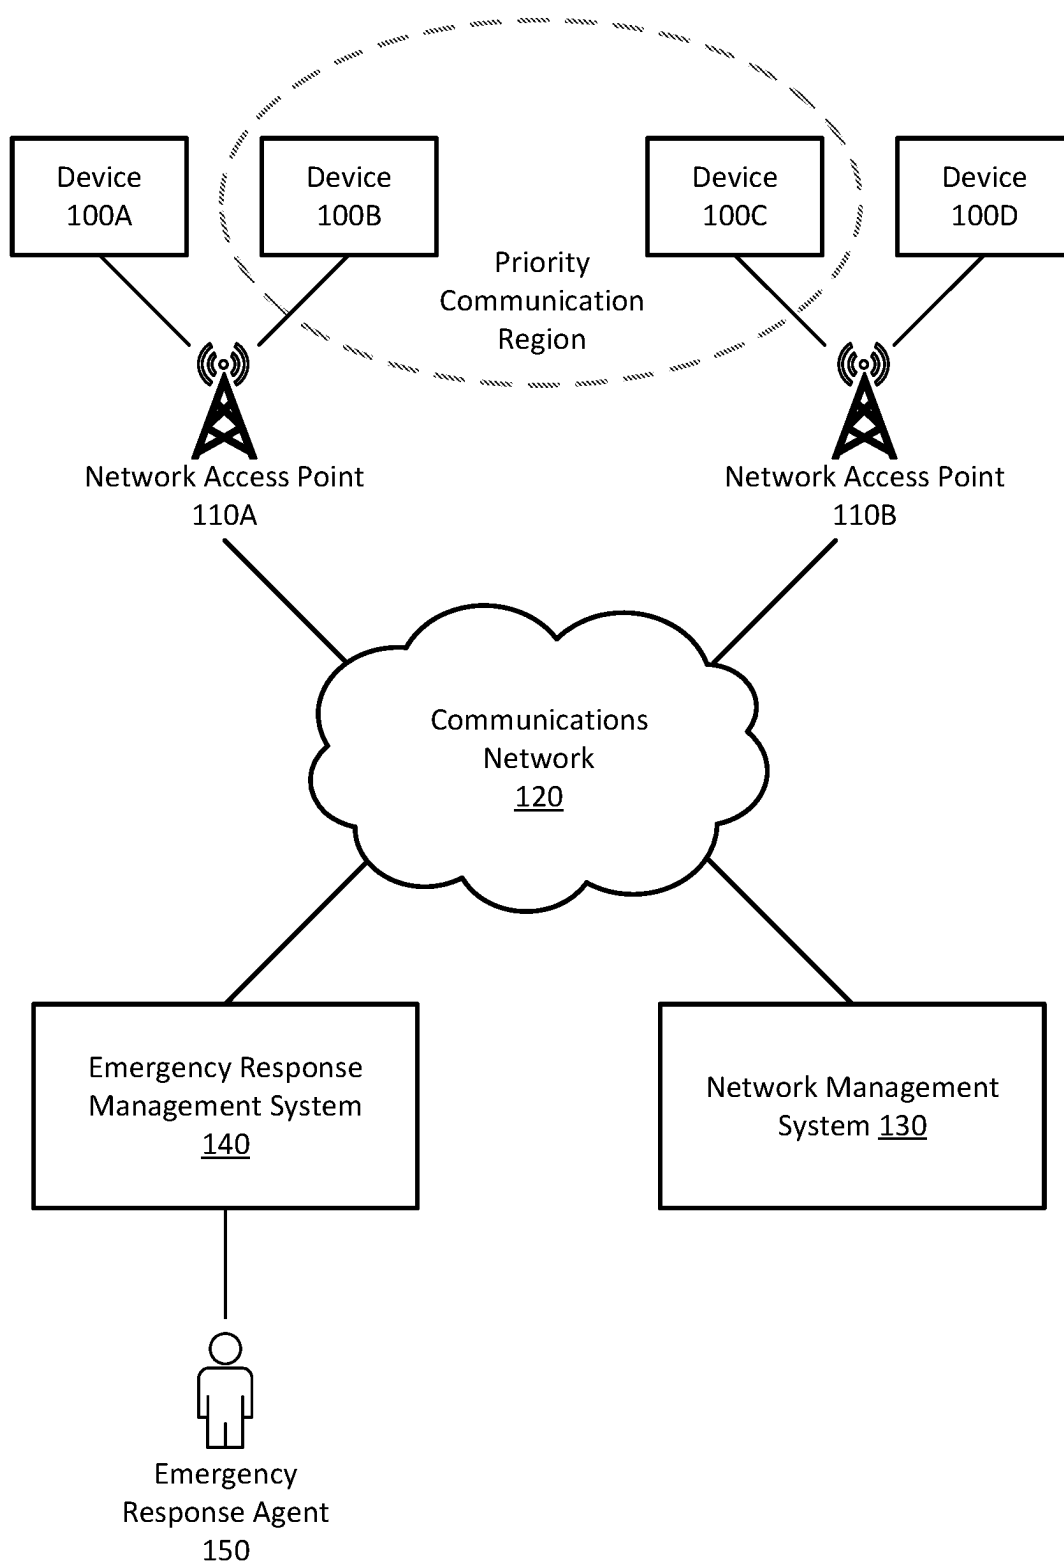 Device
100A
Device
100B
Device
100C
Device
100D
Priority
Communication
Region
Network Access Point
110A
Network Access Point
110B
Communications
Network
120
Emergency Response
Management System
140
Network Management
System 130
Emergency
Response Agent
150